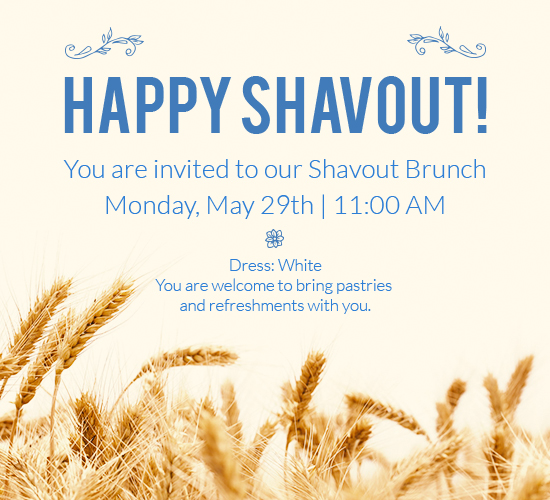 HAPPY SHAVOUT!
You are invited to our Shavout Brunch
Monday, May 29th | 11:00 AM
Dress: White
You are welcome to bring pastries
and refreshments with you.